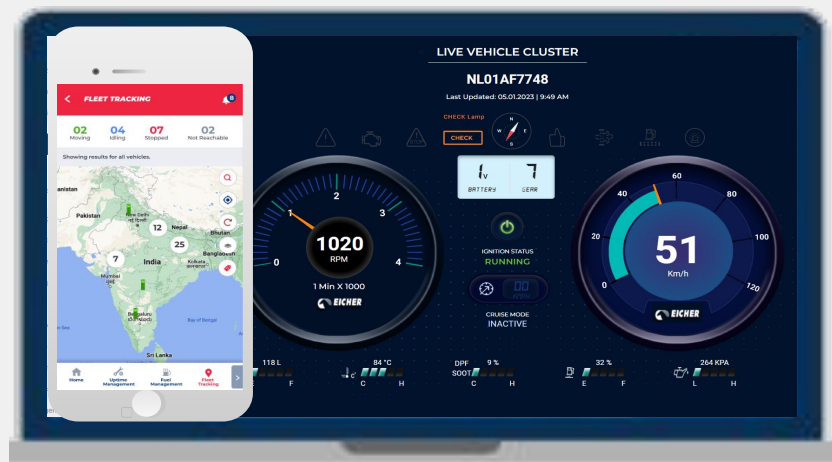 FLEET TRACKING
8
02
Moving
04
Idling
07
Stopped
02
Not Reachable
Showing results for all vehicles.
anistan
Pakistan
New Delhi
नई दिल्ली
12
Nepal
Bhutan
25
Bangladesh
7
India
Kolkata
Mumbai
मुंबई
Bengaluru
Bay of Bengal
Sri Lanka
Home
Uptime
Management
Fuel
Management
Fleet
Tracking
LIVE VEHICLE CLUSTER
NL01AF7748
Last Updated: 05.01.2023 | 9:49 AM
CHECK Lamp
CHECK
N
W
E
S
1v
7
BATTERY
GEAR
IGNITION STATUS
RUNNING
00
CRUISE MODE
INACTIVE
0
1
2
3
4
1020
RPM
1 Min X 1000
EICHER
0
20
40
60
80
100
120
51
Km/h
EICHER
118 L
F
84 °C
C
H
DPF
SOOT
9 %
C
H
32 %
E
F
264 KPA
L
H